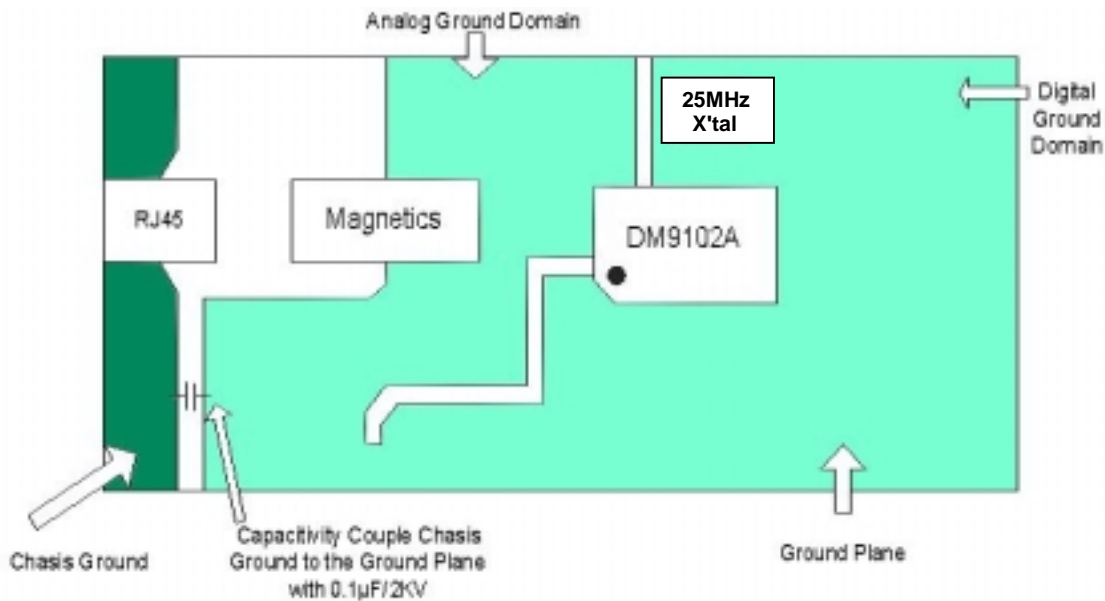 Analog Ground Domain
25MHz
X'tal
Digital
Ground
Domain
RJ45
Magnetics
DM9102A
Chasis Ground
Capacitivity Couple Chasis
Ground to the Ground Plane
with 0.1µF/2KV
Ground Plane